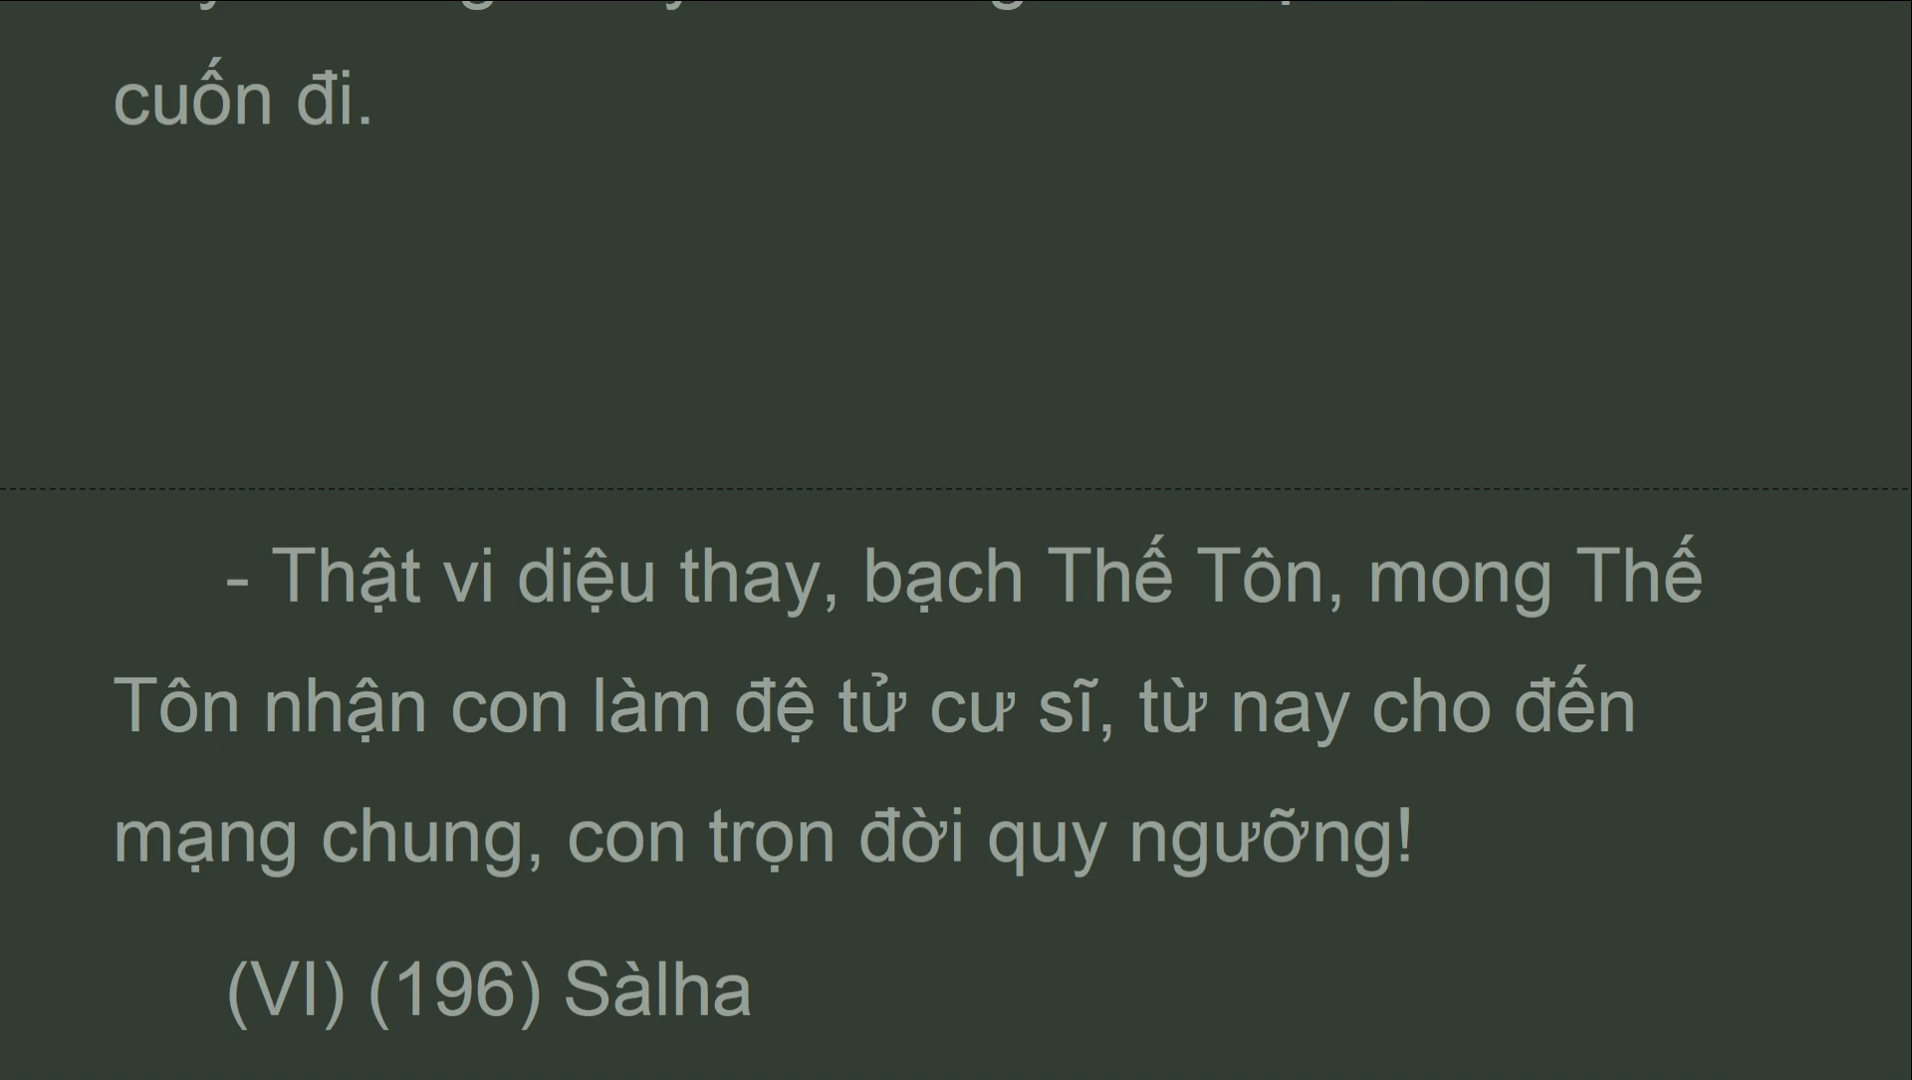 cuốn đi.
- Thật vi diệu thay, bạch Thế Tôn, mong Thế
Tôn nhận con làm đệ tử cư sĩ, từ nay cho đến
mạng chung, con trọn đời quy ngưỡng!
(VI) (196) Sàlha